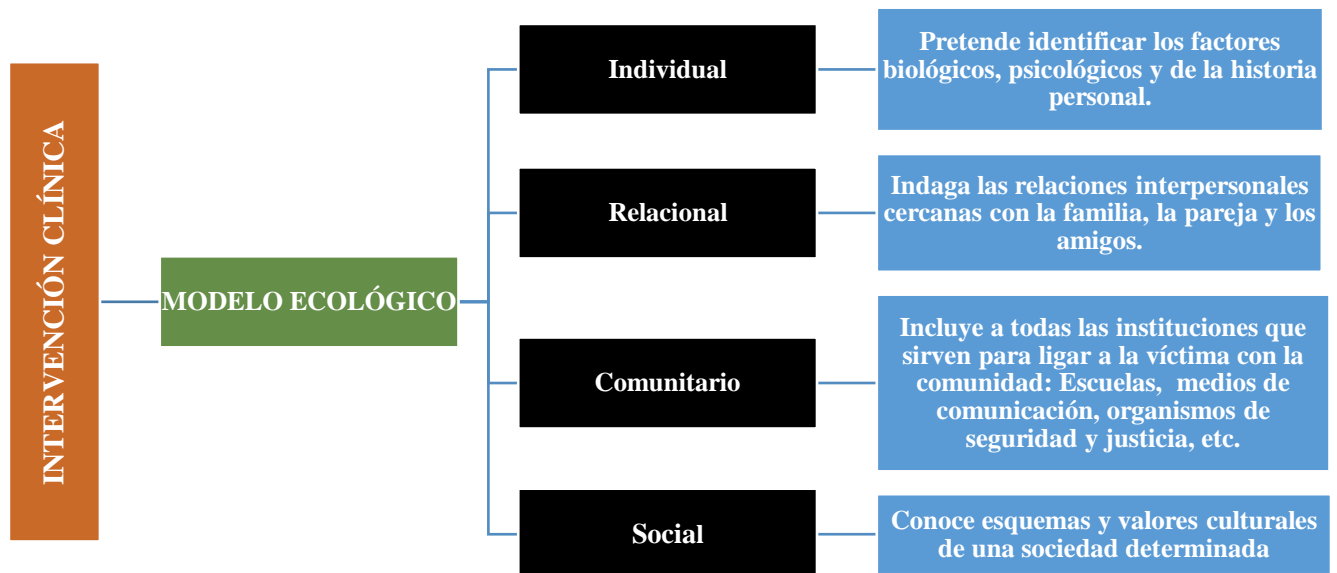 INTERVENCIÓN CLÍNICA
MODELO ECOLÓGICO
Individual
Pretende identificar los factores
biológicos, psicológicos y de la historia
personal.
Relacional
Indaga las relaciones interpersonales
cercanas con la familia, la pareja y los
amigos.
Comunitario
Incluye a todas las instituciones que
sirven para ligar a la víctima con la
comunidad: Escuelas, medios de
comunicación, organismos de
seguridad y justicia, etc.
Social
Conoce esquemas y valores culturales
de una sociedad determinada